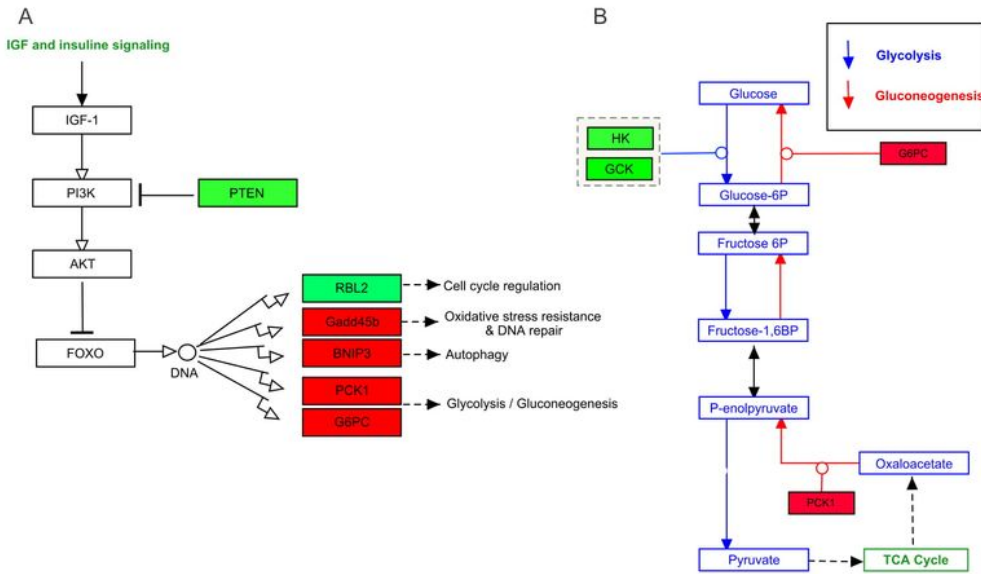 A
IGF and insuline signaling
IGF-1
PI3K
PTEN
AKT
FOXO
DNA
RBL2
Cell cycle regulation
Gadd45b
Oxidative stress resistance
& DNA repair
BNIP3
Autophagy
PCK1
G6PC
Glycolysis / Gluconeogenesis
B
Glycolysis
Gluconeogenesis
Glucose
HK
GCK
G6PC
Glucose-6P
Fructose 6P
Fructose-1,6BP
P-enolpyruvate
Oxaloacetate
PCK1
Pyruvate
TCA Cycle